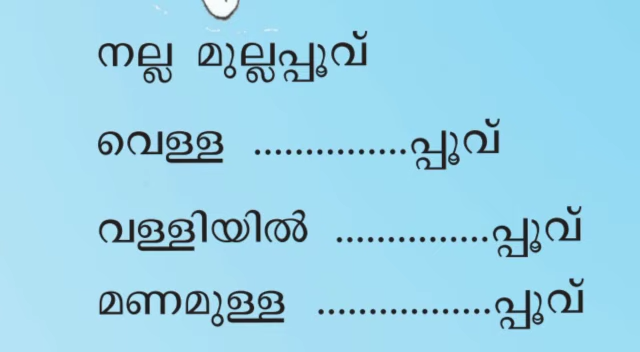 നല്ല മുല്ലപ്പൂവ്
വെള്ള ...............പ്പൂവ്
വള്ളിയിൽ ...............പ്പൂവ്
മണമുള്ള .................പ്പൂവ്